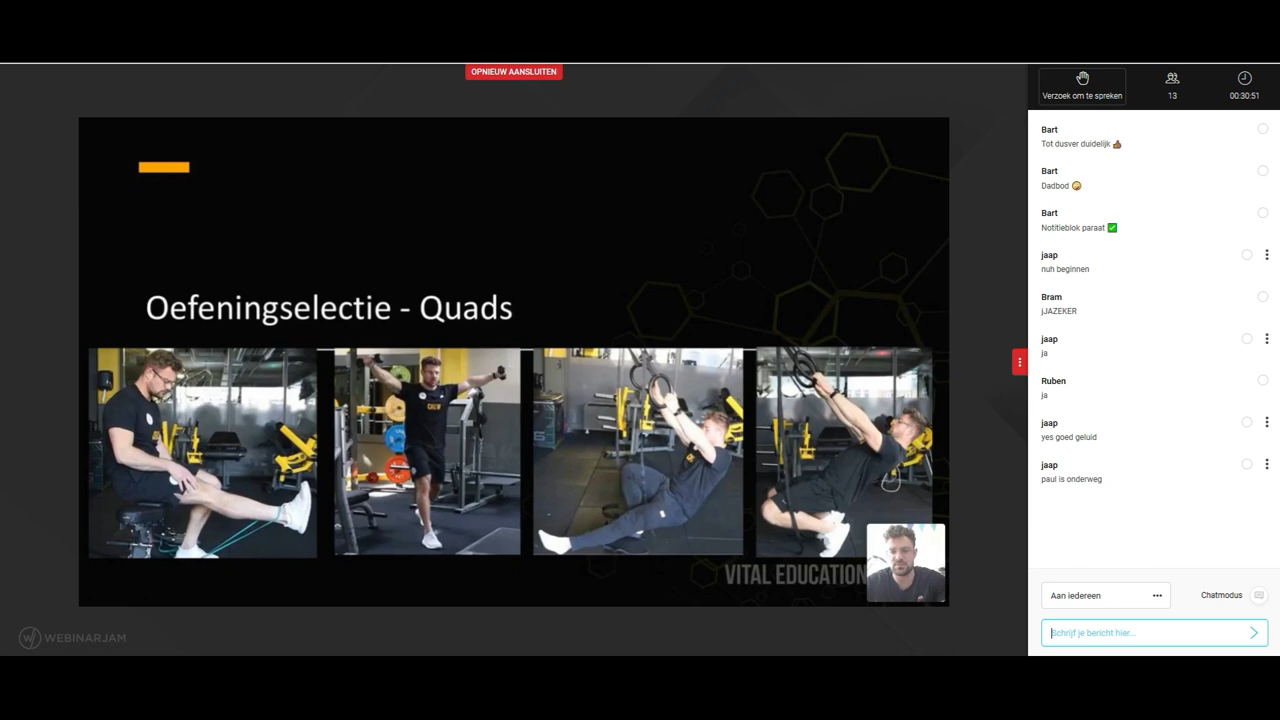 OPNIEUW AANSLUITEN
Verzoek om te spreken
13
00:30:51
Oefeningselectie - Quads
VITAL EDUCATION
WEBINARJAM
Bart
Tot dusver duidelijk 👍🏾
Bart
Dadbod 🤪
Bart
Notitieblok paraat ✅
jaap
nuh beginnen
Bram
jJAZEKER
jaap
ja
Ruben
ja
jaap
yes goed geluid
jaap
paul is onderweg
Aan iedereen
Chatmodus
Schrijf je bericht hier...